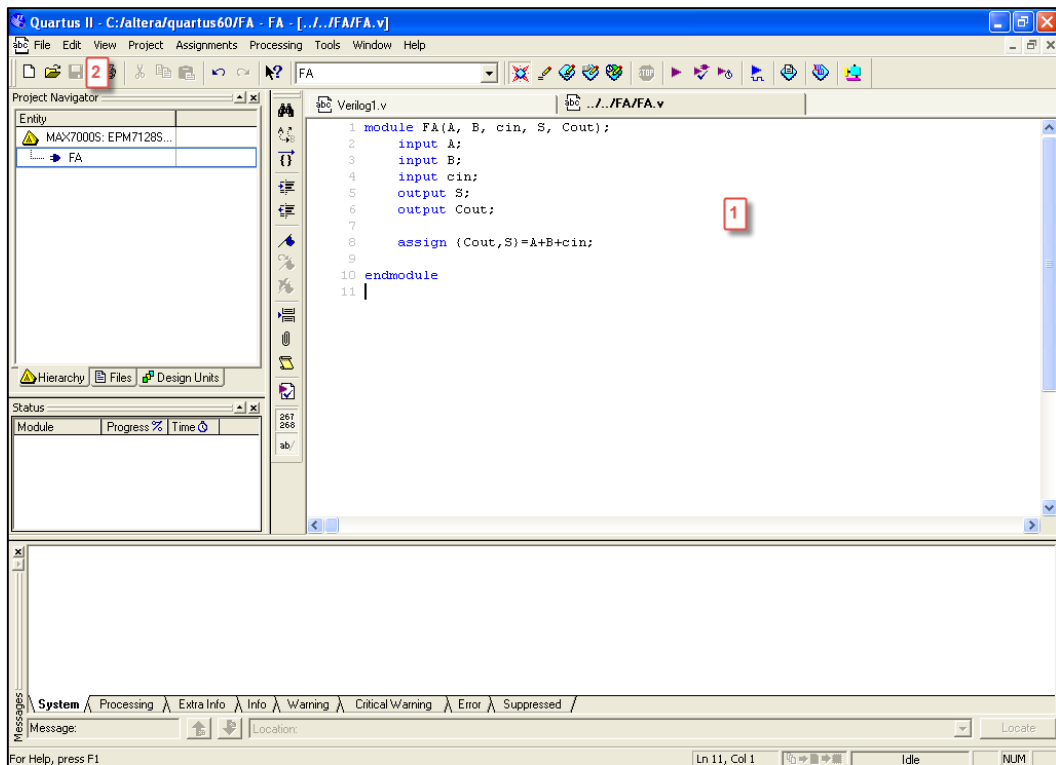 Quartus II - C:/altera/quartus60/FA - FA - [../../FA/FA.v]
File Edit View Project Assignments Processing Tools Window Help
2
FA
Project Navigator
Entity
MAX7000S: EPM7128S...
FA
Hierarchy Files Design Units
Status
Module Progress % Time
267
268
ab/
Verilog1.v ../../FA/FA.v
1 module FA(A, B, cin, S, Cout);
2 input A;
3 input B;
4 input cin;
5 output S;
6 output Cout;
7
8 assign {Cout,S}=A+B+cin;
9
10 endmodule
11
1
System Processing Extra Info Info Warning Critical Warning Error Suppressed
Messages
Message: Location: Locate
For Help, press F1 Ln 11, Col 1 Idle NUM